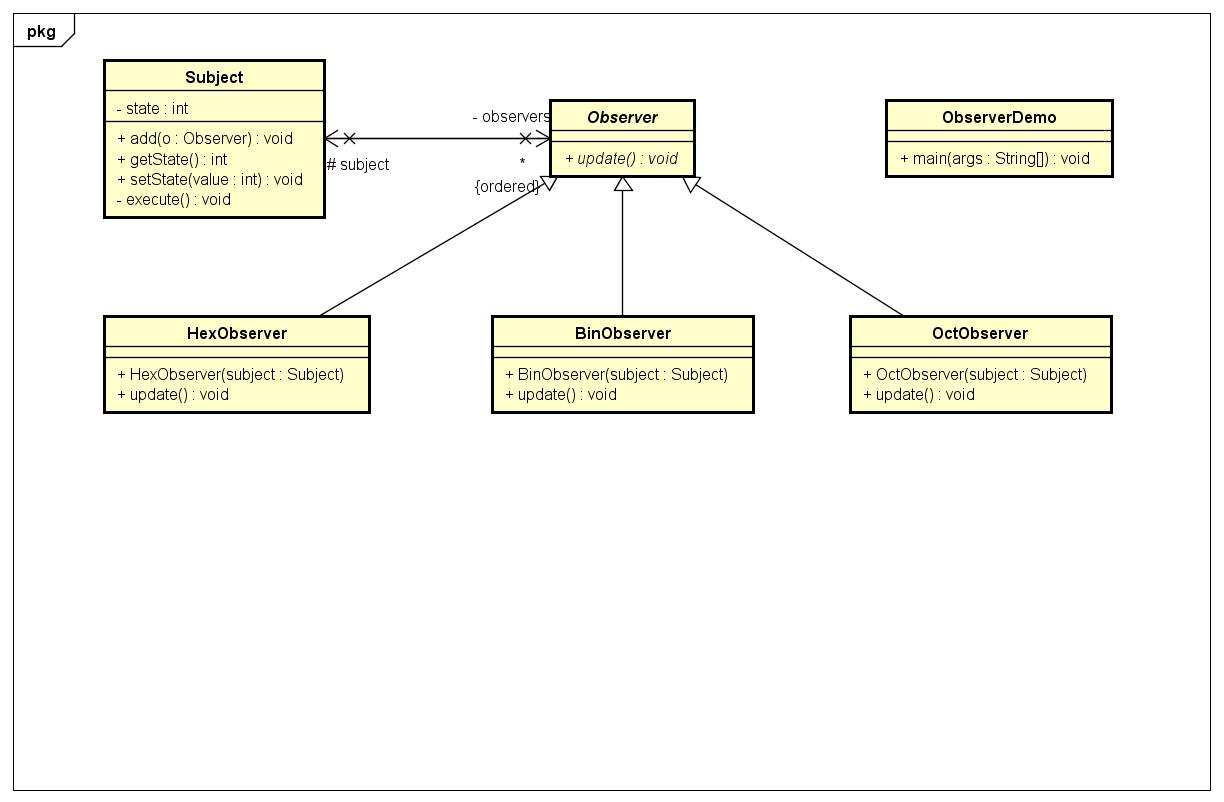 pkg
Subject
- state : int
+ add(o : Observer) : void
+ getState() : int
+ setState(value : int) : void
- execute() : void
- observers
# subject
*
{ordered}
Observer
+ update() : void
ObserverDemo
+ main(args : String[]) : void
HexObserver
+ HexObserver(subject : Subject)
+ update() : void
BinObserver
+ BinObserver(subject : Subject)
+ update() : void
OctObserver
+ OctObserver(subject : Subject)
+ update() : void